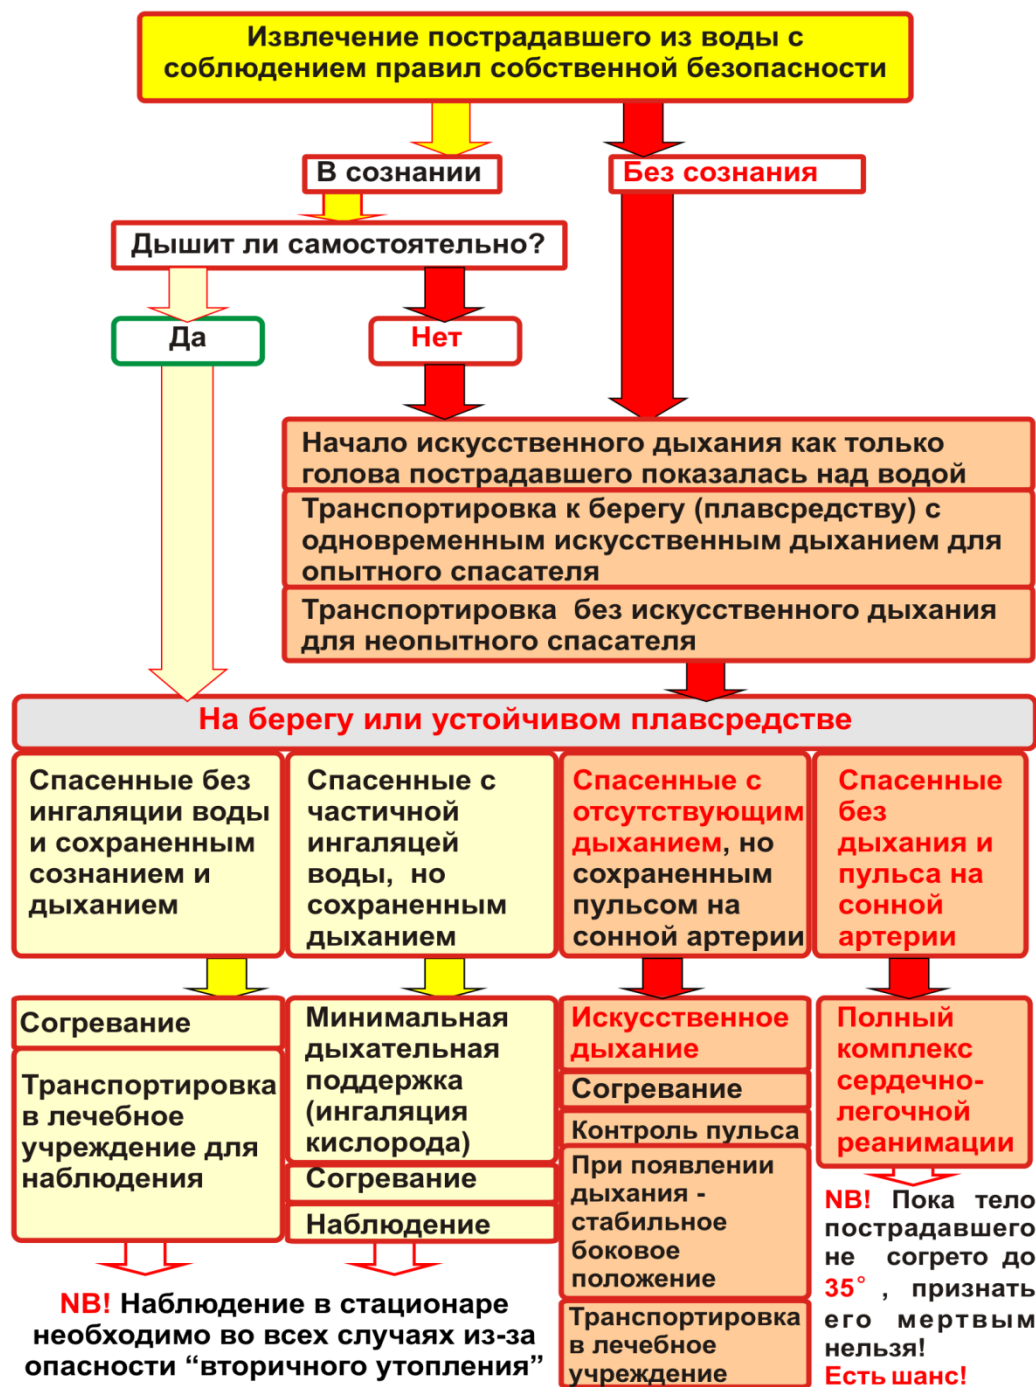 Извлечение пострадавшего из воды с
соблюдением правил собственной безопасности
В сознании
Без сознания
Дышит ли самостоятельно?
Да
Нет
Начало искусственного дыхания как только
голова пострадавшего показалась над водой
Транспортировка к берегу (плавсредству) с
одновременным искусственным дыханием для
опытного спасателя
Транспортировка без искусственного дыхания
для неопытного спасателя
На берегу или устойчивом плавсредстве
Спасенные без
ингаляции воды
и сохраненным
сознанием и
дыханием
Спасенные с
частичной
ингаляцей
воды, но
сохраненным
дыханием
Спасенные с
отсутствующим
дыханием, но
сохраненным
пульсом на
сонной артерии
Спасенные
без
дыхания и
пульса на
сонной
артерии
Согревание
Транспортировка
в лечебное
учреждение для
наблюдения
Минимальная
дыхательная
поддержка
(ингаляция
кислорода)
Согревание
Наблюдение
Искусственное
дыхание
Согревание
Контроль пульса
При появлении
дыхания -
стабильное
боковое
положение
Транспортировка
в лечебное
учреждение
Полный
комплекс
сердечно-
легочной
реанимации
NB! Пока тело
пострадавшего
не согрето до
35° , признать
его мертвым
нельзя!
Есть шанс!
NB! Наблюдение в стационаре
необходимо во всех случаях из-за
опасности “вторичного утопления”